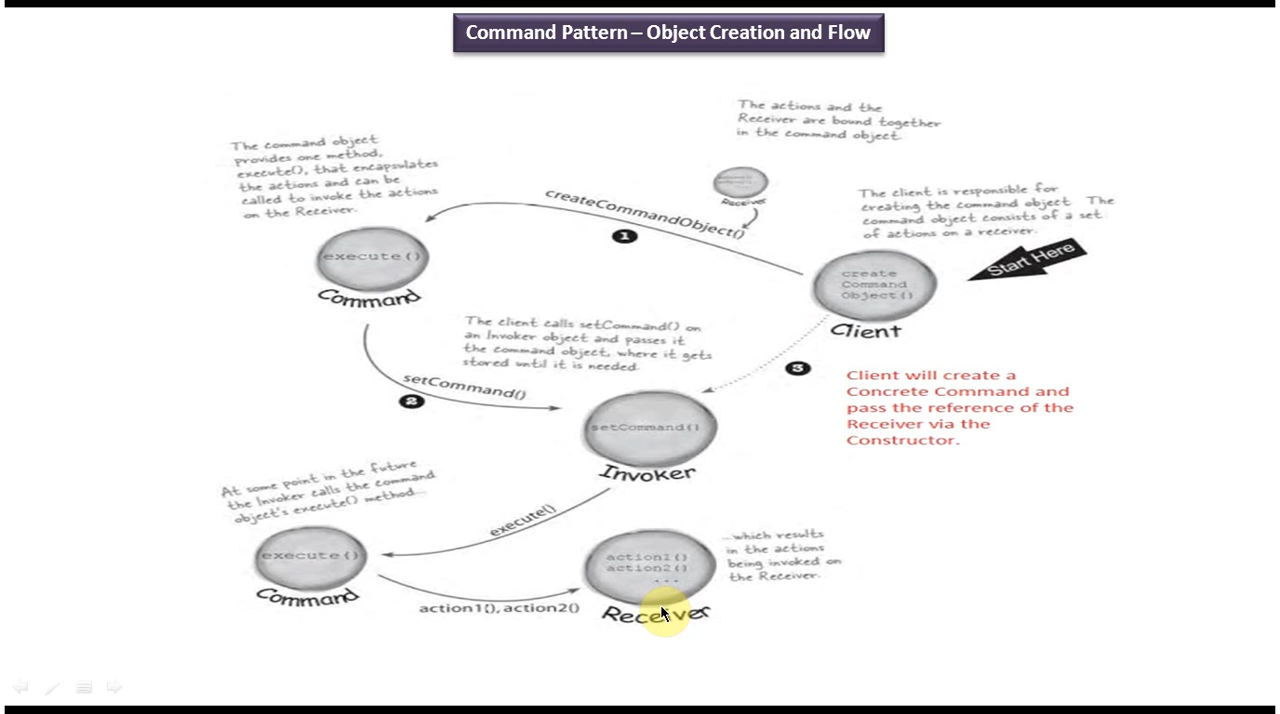 Command Pattern – Object Creation and Flow
The actions and the
Receiver are bound together
in the command object.
The command object
provides one method,
execute(), that encapsulates
the actions and can be
called to invoke the actions
on the Receiver.
Receiver
The client is responsible for
creating the command object. The
command object consists of a set
of actions on a receiver.
createCommandObject()
1
Start Here
execute()
Command
create
Command
Object()
Client
The client calls setCommand() on
an Invoker object and passes it
the command object, where it gets
stored until it is needed.
3
setCommand()
2
Client will create a
Concrete Command and
pass the reference of the
Receiver via the
Constructor.
setCommand()
Invoker
At some point in the future
the Invoker calls the command
object's execute() method...
execute()
execute()
Command
action1(), action2()
action1()
action2()
...
Receiver
...which results
in the actions
being invoked on
the Receiver.